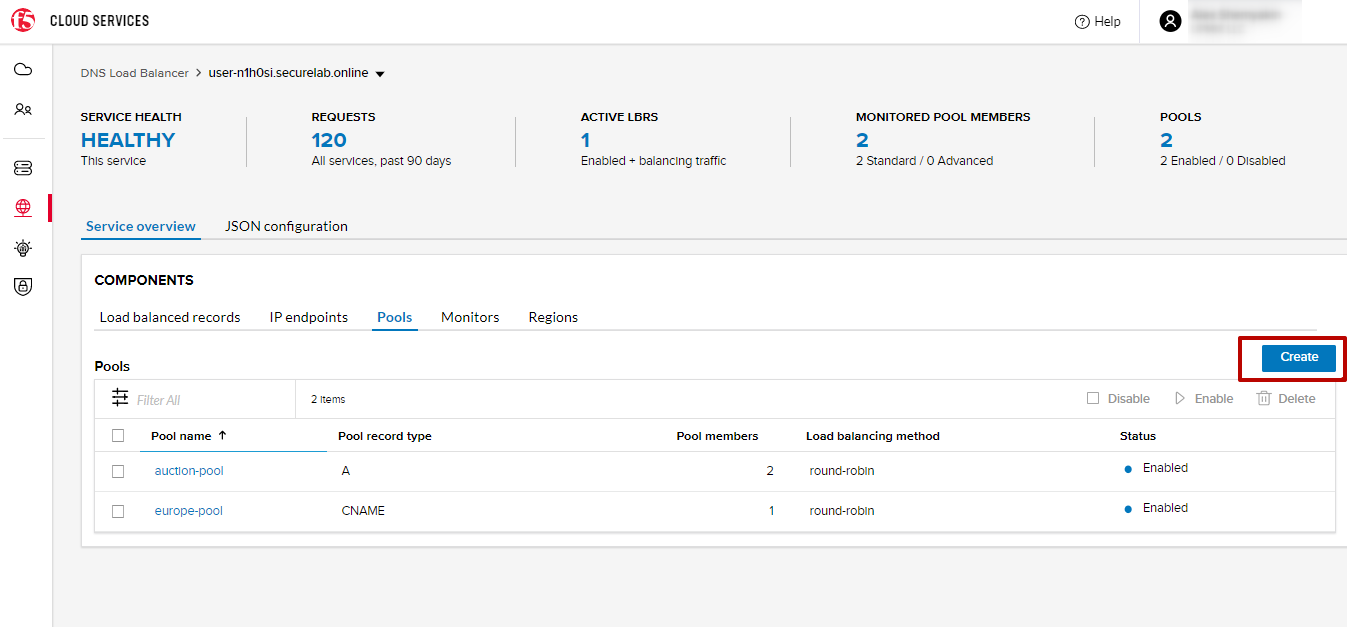 f5 CLOUD SERVICES
Help
DNS Load Balancer > user-n1h0si.securelab.online
SERVICE HEALTH
HEALTHY
This service
REQUESTS
120
All services, past 90 days
ACTIVE LBRS
1
Enabled + balancing traffic
MONITORED POOL MEMBERS
2
2 Standard / 0 Advanced
POOLS
2
2 Enabled / 0 Disabled
Service overview JSON configuration
COMPONENTS
Load balanced records IP endpoints Pools Monitors Regions
Pools
Create
Filter All 2 Items Disable Enable Delete
Pool name ↑ Pool record type Pool members Load balancing method Status
auction-pool A 2 round-robin Enabled
europe-pool CNAME 1 round-robin Enabled